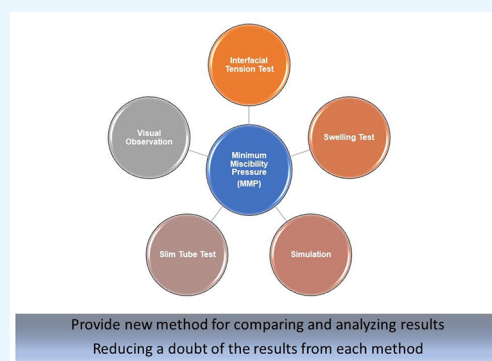 Interfacial
Tension Test
Visual
Observation
Swelling Test
Minimum
Miscibility
Pressure
(MMP)
Slim Tube Test
Simulation
Provide new method for comparing and analyzing results
Reducing a doubt of the results from each method